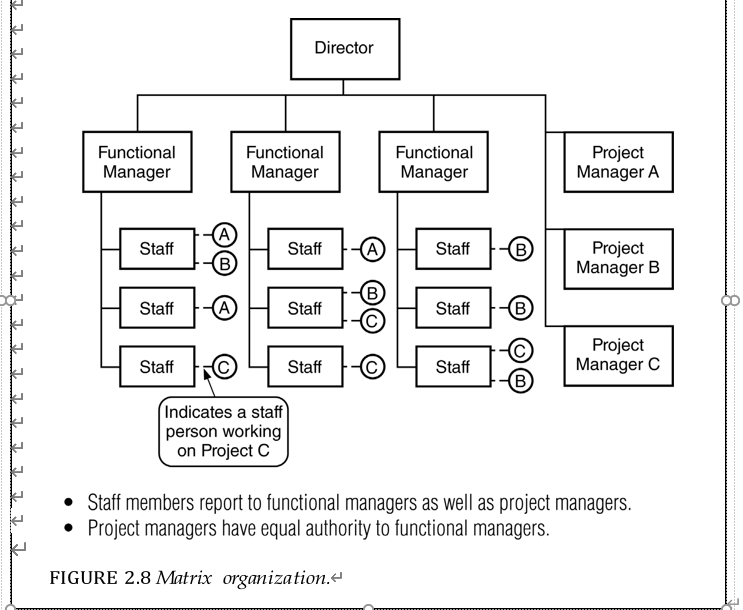 Director
Functional
Manager
Functional
Manager
Functional
Manager
Project
Manager A
Staff
A
B
Staff
A
Staff
B
Project
Manager B
Staff
A
Staff
B
C
Staff
B
Staff
C
Staff
C
Staff
C
B
Project
Manager C
Indicates a staff
person working
on Project C
• Staff members report to functional managers as well as project managers.
• Project managers have equal authority to functional managers.
FIGURE 2.8 Matrix organization.